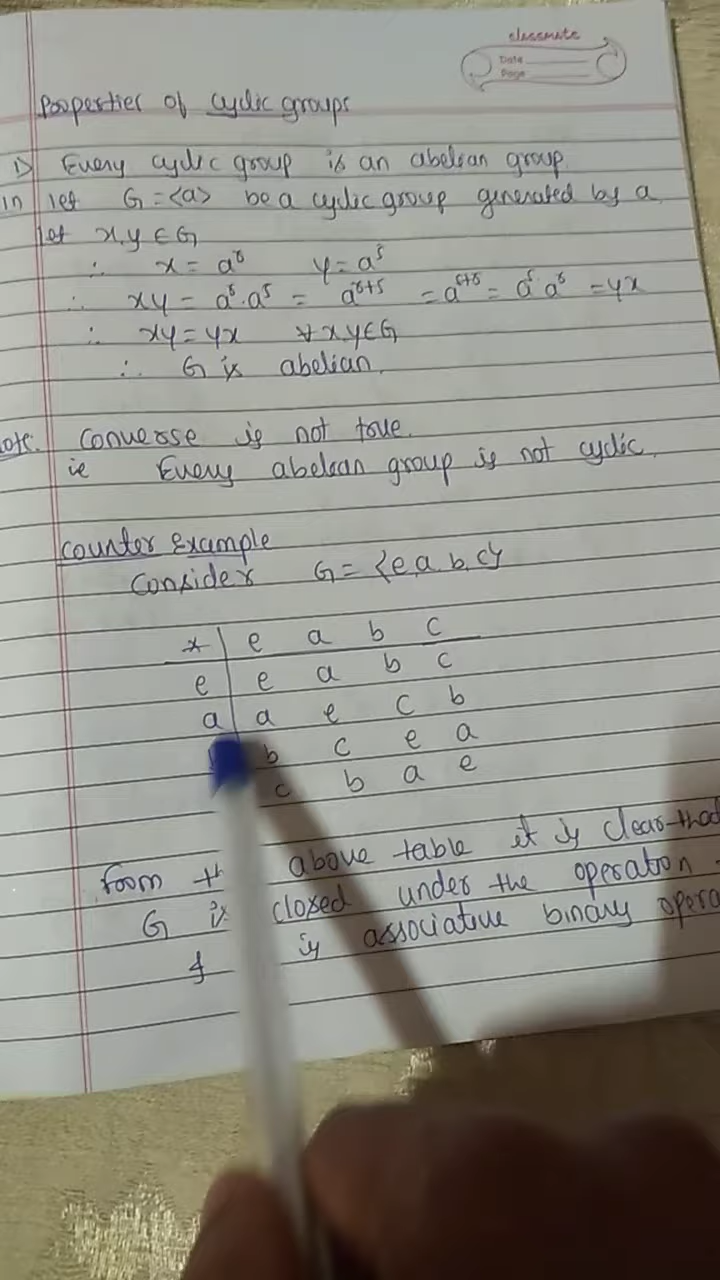 classmate
Date
Page
Properties of cyclic groups
1) Every cyclic group is an abelian group.
let G = <a> be a cyclic group generated by a
let x,y ∈ G
∴ x = a^r y = a^s
∴ xy = a^r.a^s = a^r+s = a^s+r = a^s a^r = yx
∴ xy = yx ∀ x,y ∈ G
∴ G is abelian.
Note. Converse is not true.
ie Every abelian group is not cyclic.
Counter Example
Consider G = {e,a,b,c}
* e a b c
e e a b c
a a e c b
b c e a
c b a e
from above table it is clear that
G is closed under the operation
is associative binary